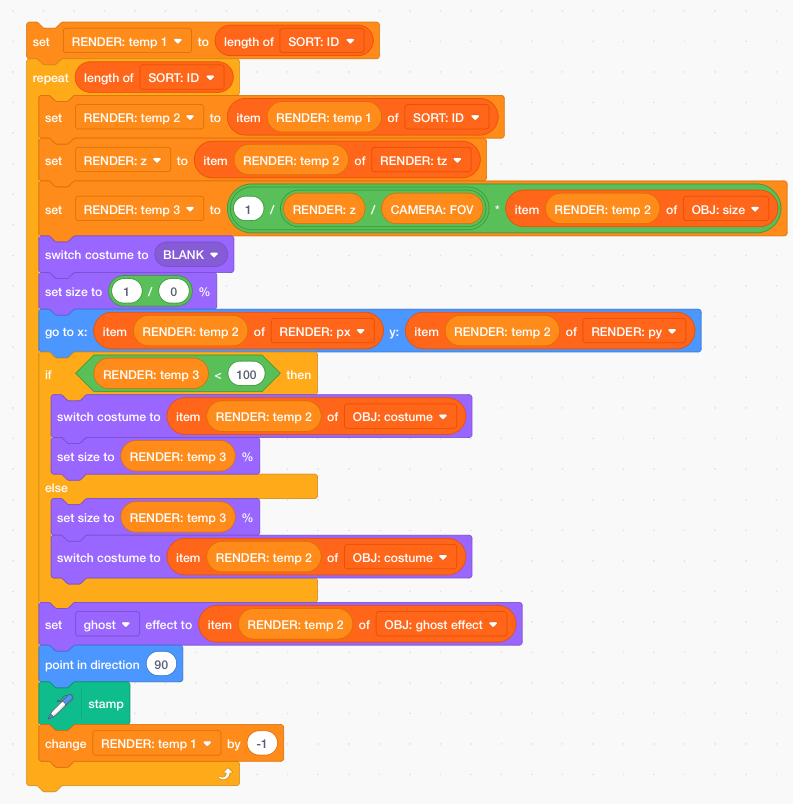 set RENDER: temp 1 to length of SORT: ID
repeat length of SORT: ID
set RENDER: temp 2 to item RENDER: temp 1 of SORT: ID
set RENDER: z to item RENDER: temp 2 of RENDER: tz
set RENDER: temp 3 to 1 / RENDER: z / CAMERA: FOV * item RENDER: temp 2 of OBJ: size
switch costume to BLANK
set size to 1 / 0 %
go to x: item RENDER: temp 2 of RENDER: px y: item RENDER: temp 2 of RENDER: py
if RENDER: temp 3 < 100 then
switch costume to item RENDER: temp 2 of OBJ: costume
set size to RENDER: temp 3 %
else
set size to RENDER: temp 3 %
switch costume to item RENDER: temp 2 of OBJ: costume
set ghost effect to item RENDER: temp 2 of OBJ: ghost effect
point in direction 90
stamp
change RENDER: temp 1 by -1